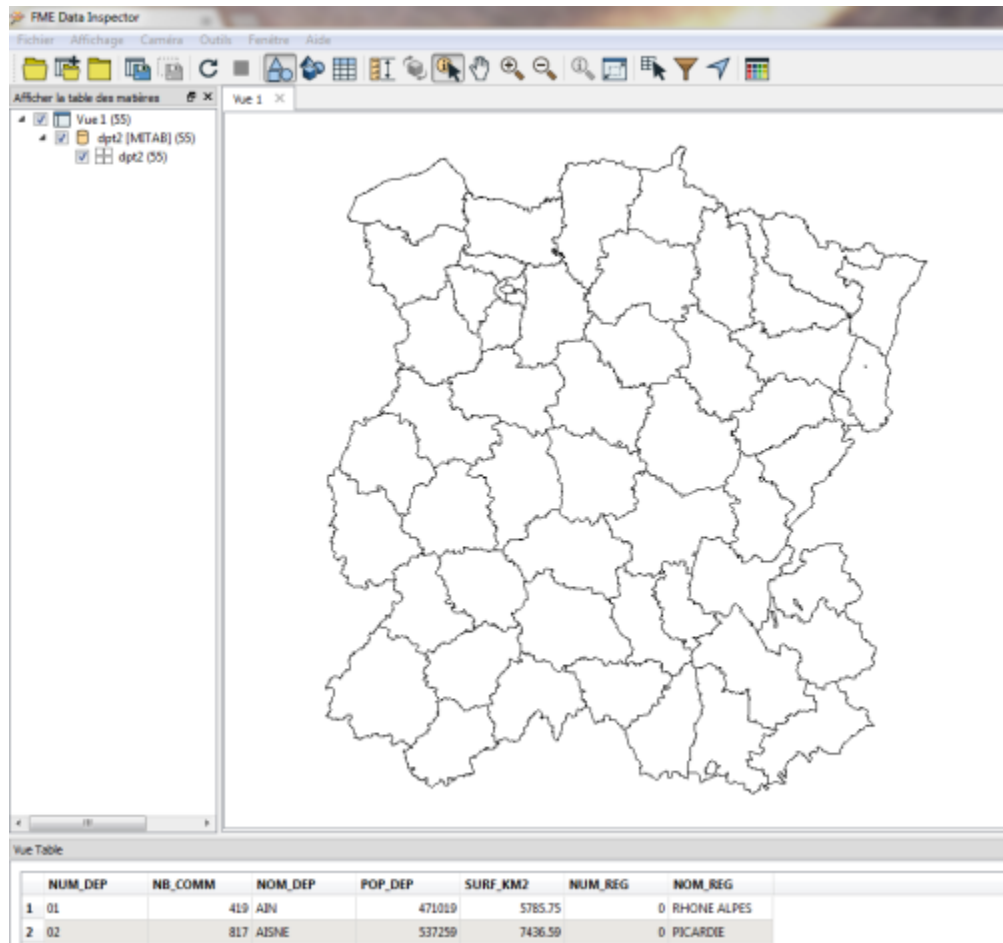 FME Data Inspector
Fichier Affichage Caméra Outils Fenêtre Aide
Afficher la table des matières
Vue 1
Vue 1 (55)
dpt2 [MITAB] (55)
dpt2 (55)
Vue Table
NUM_DEP NB_COMM NOM_DEP POP_DEP SURF_KM2 NUM_REG NOM_REG
1 01 419 AIN 471019 5785.75 0 RHONE ALPES
2 02 817 AISNE 537259 7436.59 0 PICARDIE